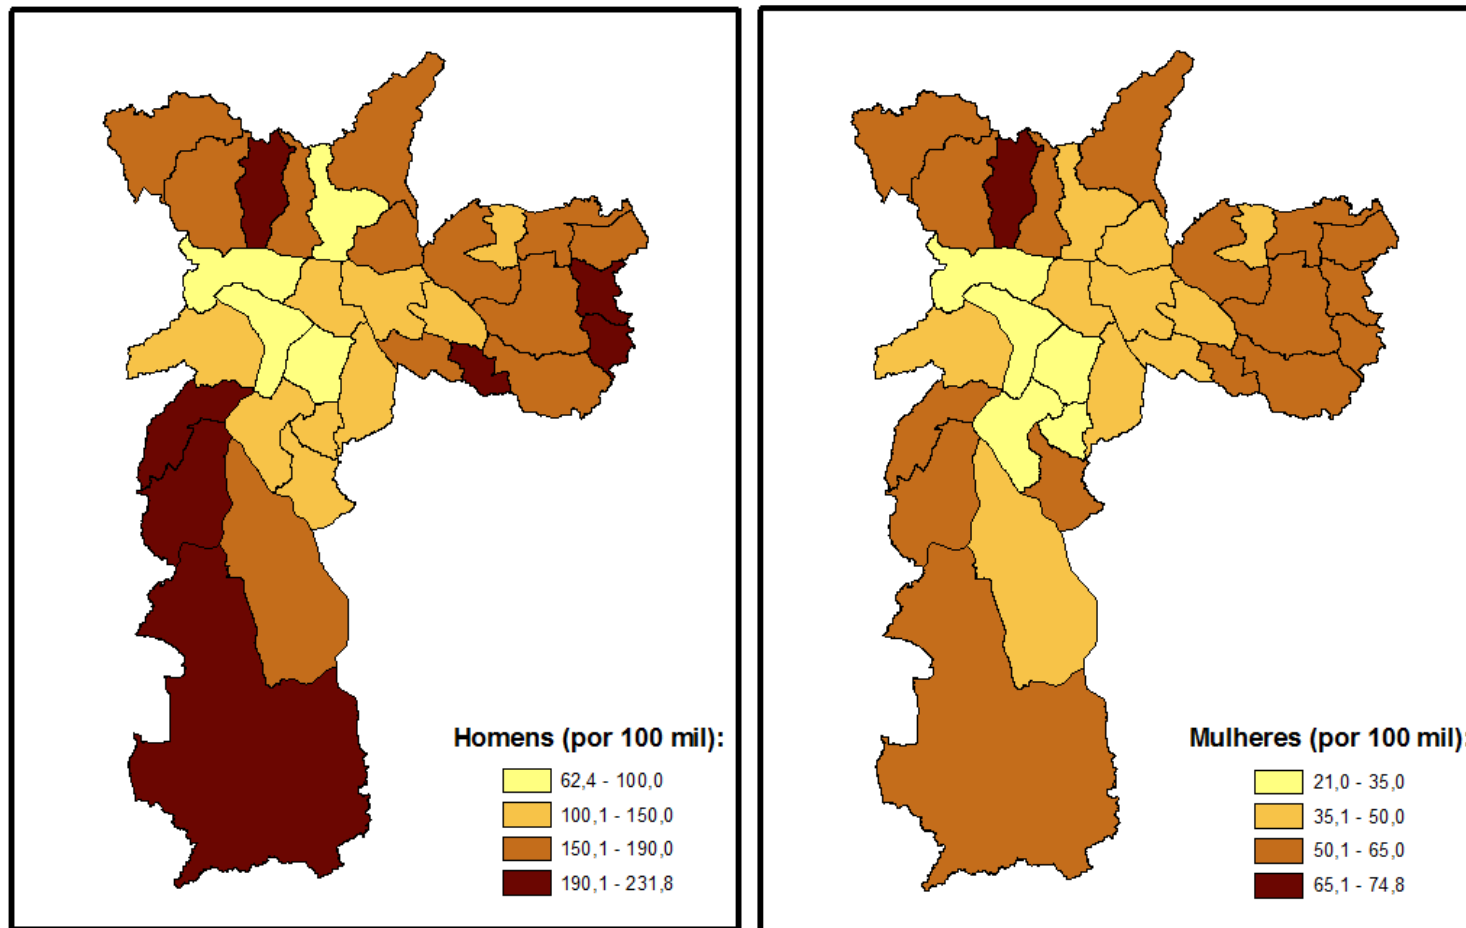 Homens (por 100 mil):
62,4 - 100,0
100,1 - 150,0
150,1 - 190,0
190,1 - 231,8
Mulheres (por 100 mil):
21,0 - 35,0
35,1 - 50,0
50,1 - 65,0
65,1 - 74,8